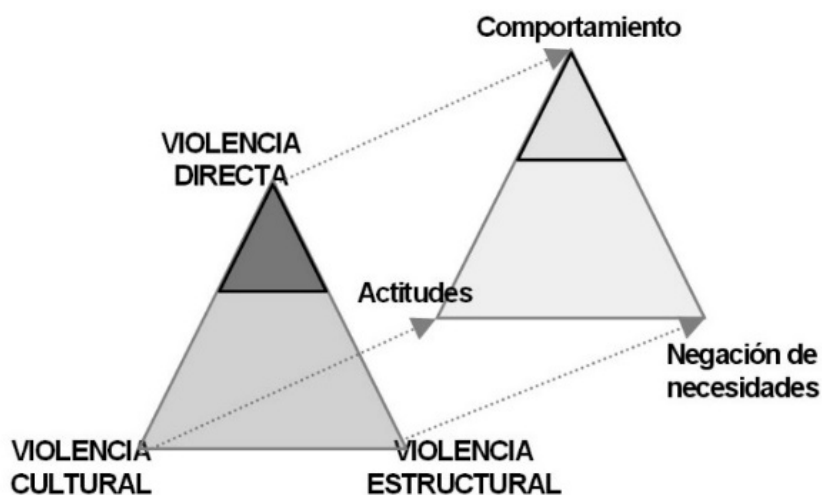 Comportamiento
VIOLENCIA
DIRECTA
Actitudes
Negación de
necesidades
VIOLENCIA
CULTURAL
VIOLENCIA
ESTRUCTURAL